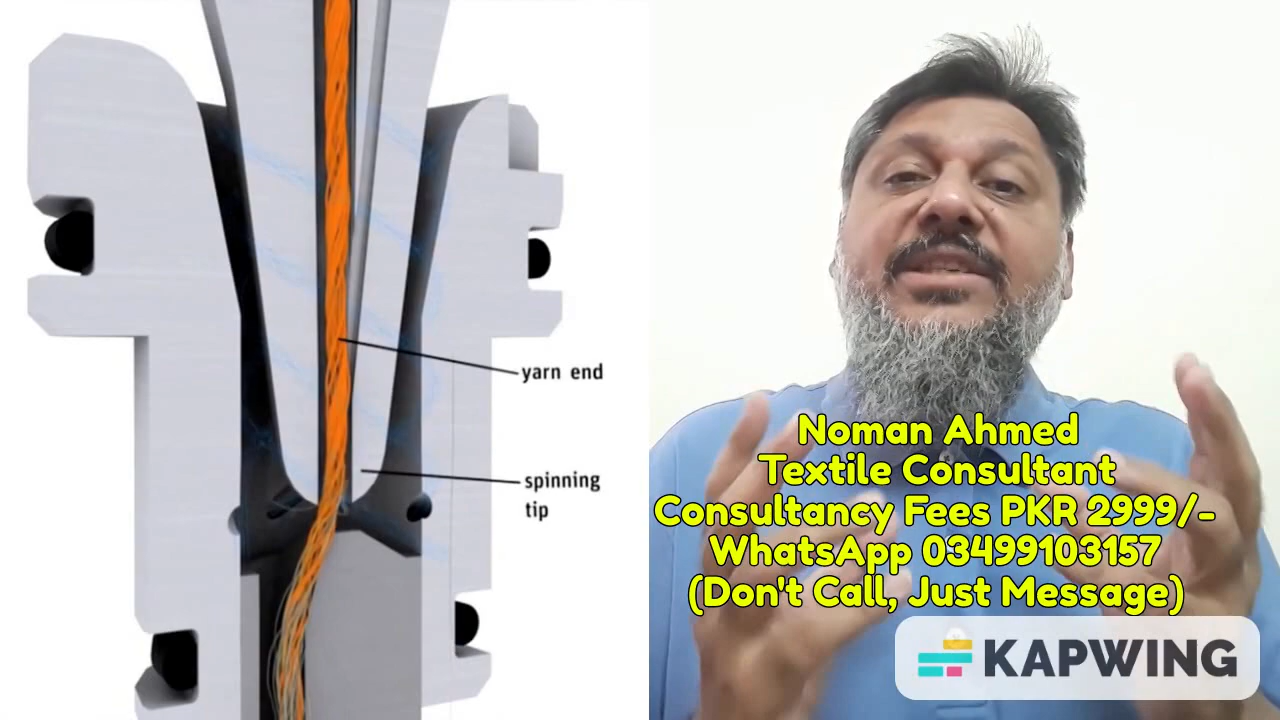 yarn end
spinning
tip
Noman Ahmed
Textile Consultant
Consultancy Fees PKR 2999/-
WhatsApp 03499103157
(Don't Call, Just Message)
KAPWING